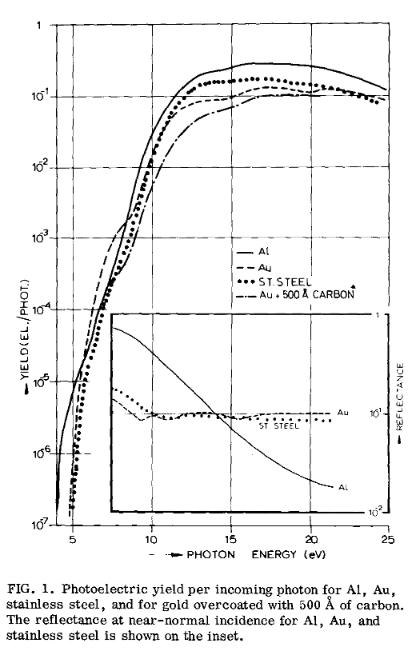 1
10-1
10-2
10-3
10-4
10-5
10-6
10-7
YIELD (EL./PHOT.)
Al
Au
ST. STEEL
Au + 500 Å CARBON
1
10-1
10-2
REFLECTANCE
Au
ST STEEL
Al
5
10
15
20
25
PHOTON ENERGY (eV)
FIG. 1. Photoelectric yield per incoming photon for Al, Au,
stainless steel, and for gold overcoated with 500 Å of carbon.
The reflectance at near-normal incidence for Al, Au, and
stainless steel is shown on the inset.